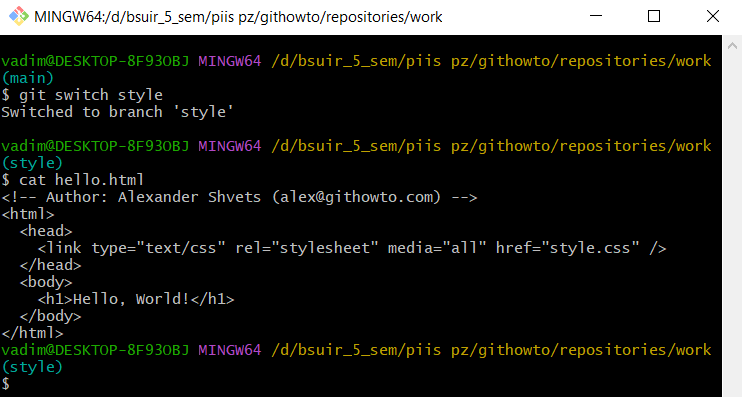 MINGW64:/d/bsuir_5_sem/piis pz/githowto/repositories/work
vadim@DESKTOP-8F93OBJ MINGW64 /d/bsuir_5_sem/piis pz/githowto/repositories/work
(main)
$ git switch style
Switched to branch 'style'
vadim@DESKTOP-8F93OBJ MINGW64 /d/bsuir_5_sem/piis pz/githowto/repositories/work
(style)
$ cat hello.html
<!-- Author: Alexander Shvets (alex@githowto.com) -->
<html>
  <head>
    <link type="text/css" rel="stylesheet" media="all" href="style.css" />
  </head>
  <body>
    <h1>Hello, World!</h1>
  </body>
</html>
vadim@DESKTOP-8F93OBJ MINGW64 /d/bsuir_5_sem/piis pz/githowto/repositories/work
(style)
$